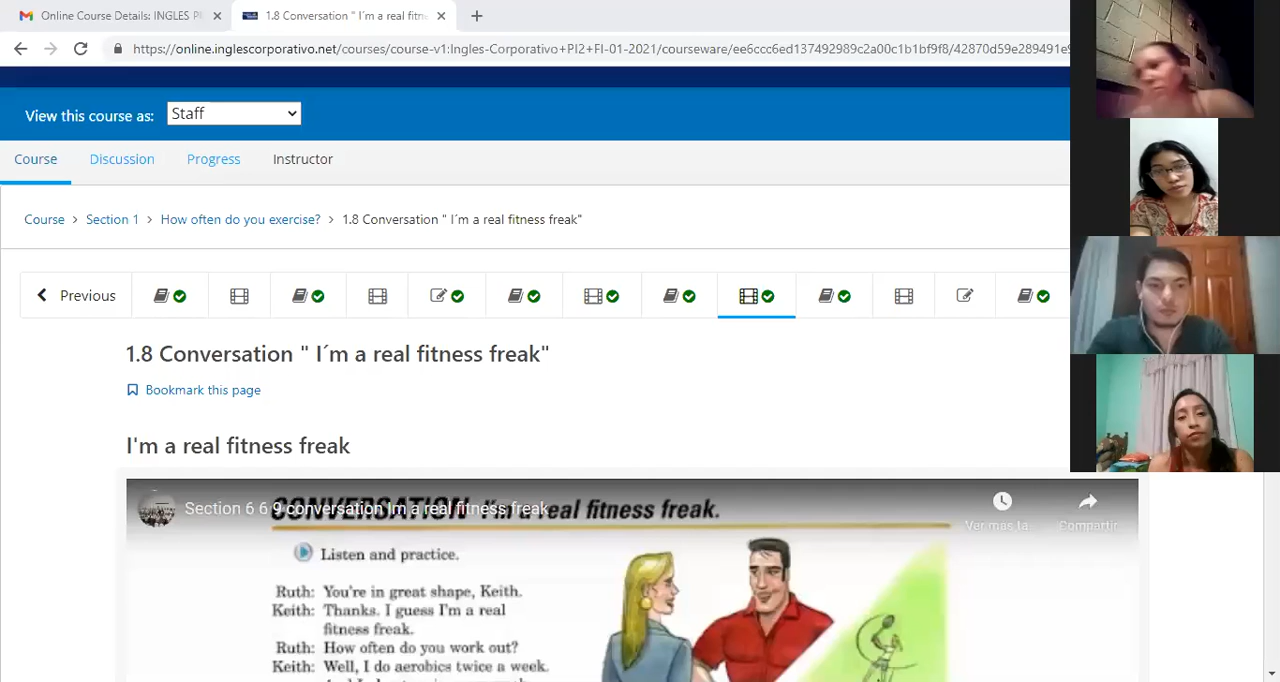 Online Course Details: INGLES P
1.8 Conversation " I´m a real fitn
https://online.inglescorporativo.net/courses/course-v1:Ingles-Corporativo+PI2+FI-01-2021/courseware/ee6ccc6ed137492989c2a00c1b1bf9f8/42870d59e289491e9
View this course as: Staff
Course Discussion Progress Instructor
Course > Section 1 > How often do you exercise? > 1.8 Conversation " I´m a real fitness freak"
Previous
1.8 Conversation " I´m a real fitness freak"
Bookmark this page
I'm a real fitness freak
CONVERSATION I'm a real fitness freak.
Section 6 6 9 conversation Im a real fitness freak
Ver más ta...
Compartir
Listen and practice.
Ruth: You're in great shape, Keith.
Keith: Thanks. I guess I'm a real
fitness freak.
Ruth: How often do you work out?
Keith: Well, I do aerobics twice a week.